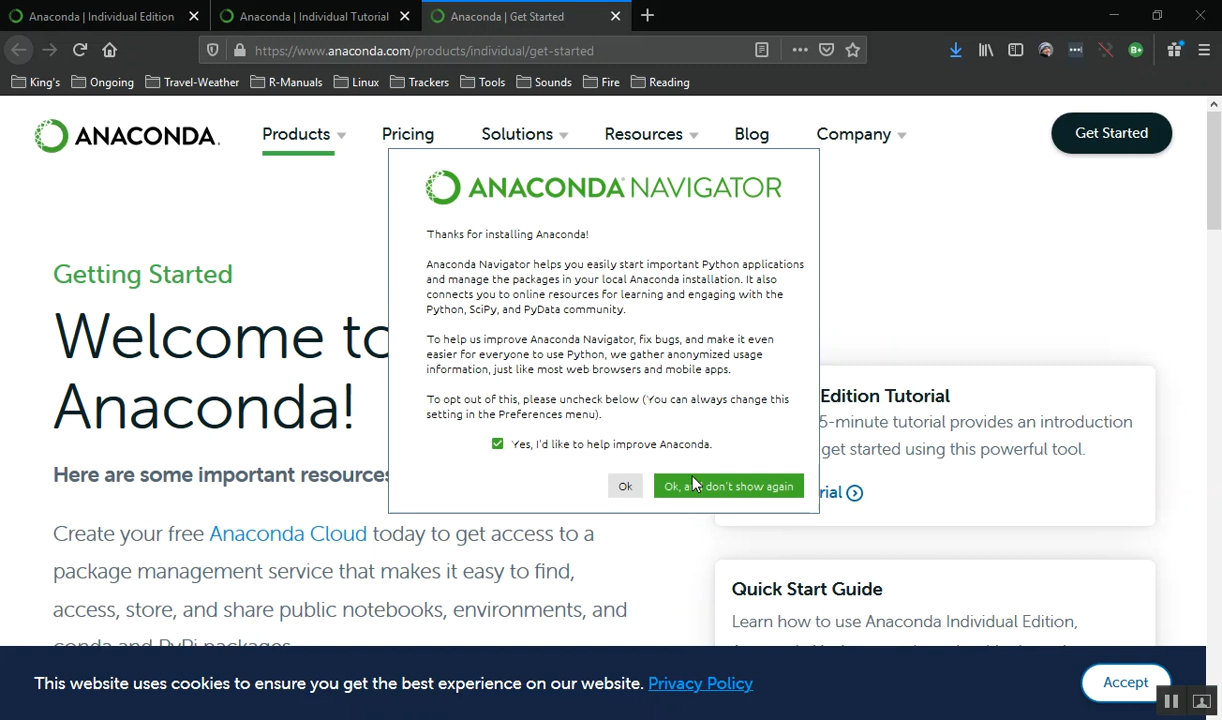 Anaconda | Individual Edition
Anaconda | Individual Tutorial
Anaconda | Get Started
https://www.anaconda.com/products/individual/get-started
King's
Ongoing
Travel-Weather
R-Manuals
Linux
Trackers
Tools
Sounds
Fire
Reading
ANACONDA.
Products
Pricing
Solutions
Resources
Blog
Company
Get Started
ANACONDA NAVIGATOR
Thanks for installing Anaconda!
Anaconda Navigator helps you easily start important Python applications
and manage the packages in your local Anaconda installation. It also
connects you to online resources for learning and engaging with the
Python, SciPy, and PyData community.
To help us improve Anaconda Navigator, fix bugs, and make it even
easier for everyone to use Python, we gather anonymized usage
information, just like most web browsers and mobile apps.
To opt out of this, please uncheck below (You can always change this
setting in the Preferences menu).
Yes, I'd like to help improve Anaconda.
Ok
Ok, and don't show again
Getting Started
Welcome to
Anaconda!
Here are some important resources
Create your free Anaconda Cloud today to get access to a
package management service that makes it easy to find,
access, store, and share public notebooks, environments, and
conda and PyPi packages
Edition Tutorial
5-minute tutorial provides an introduction
get started using this powerful tool.
rial
Quick Start Guide
Learn how to use Anaconda Individual Edition,
This website uses cookies to ensure you get the best experience on our website. Privacy Policy
Accept